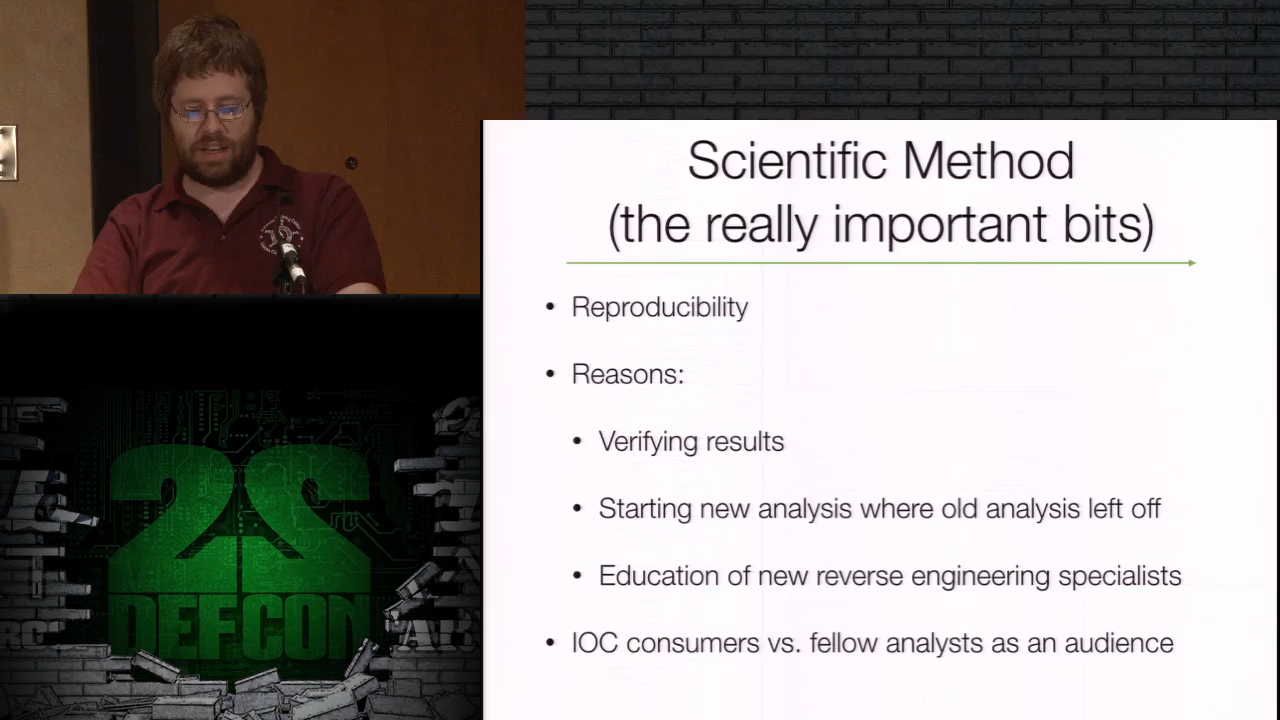 Scientific Method
(the really important bits)
• Reproducibility
• Reasons:
• Verifying results
• Starting new analysis where old analysis left off
• Education of new reverse engineering specialists
• IOC consumers vs. fellow analysts as an audience
22
DEFCON